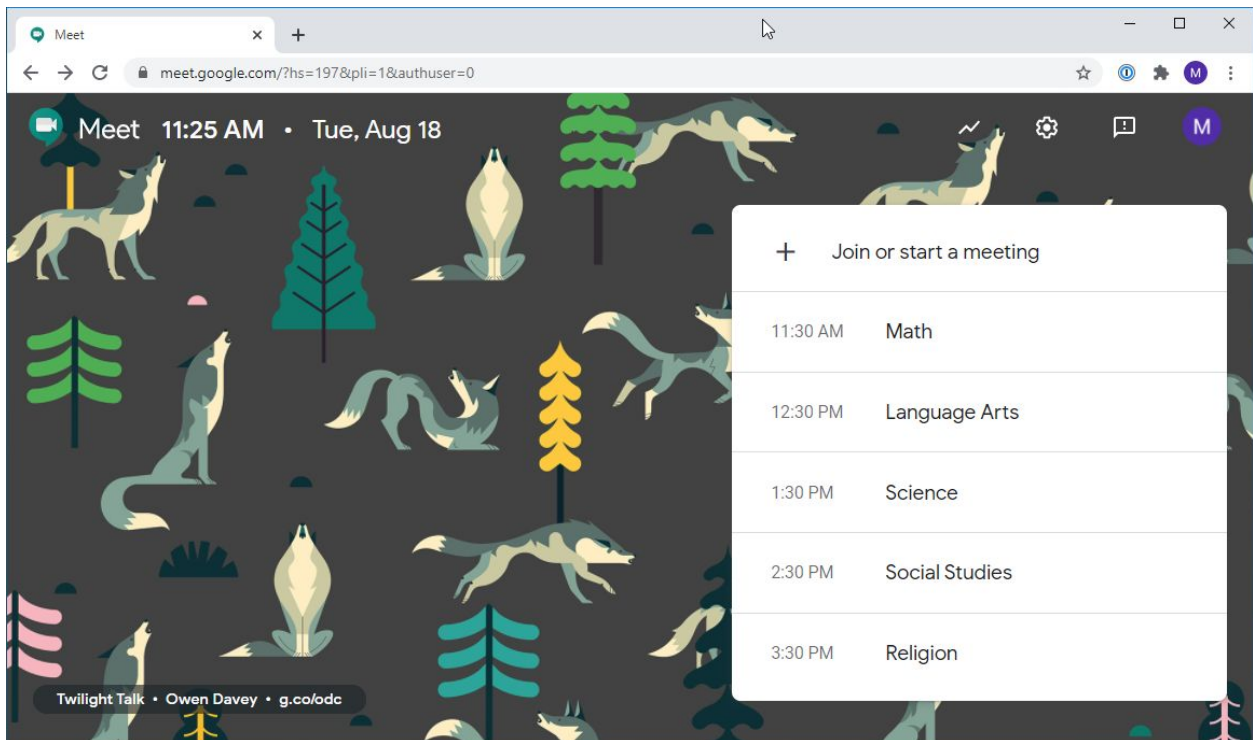 Meet
meet.google.com/?hs=197&pli=1&authuser=0
M
Meet 11:25 AM • Tue, Aug 18
M
Join or start a meeting
11:30 AM Math
12:30 PM Language Arts
1:30 PM Science
2:30 PM Social Studies
3:30 PM Religion
Twilight Talk • Owen Davey • g.co/odc